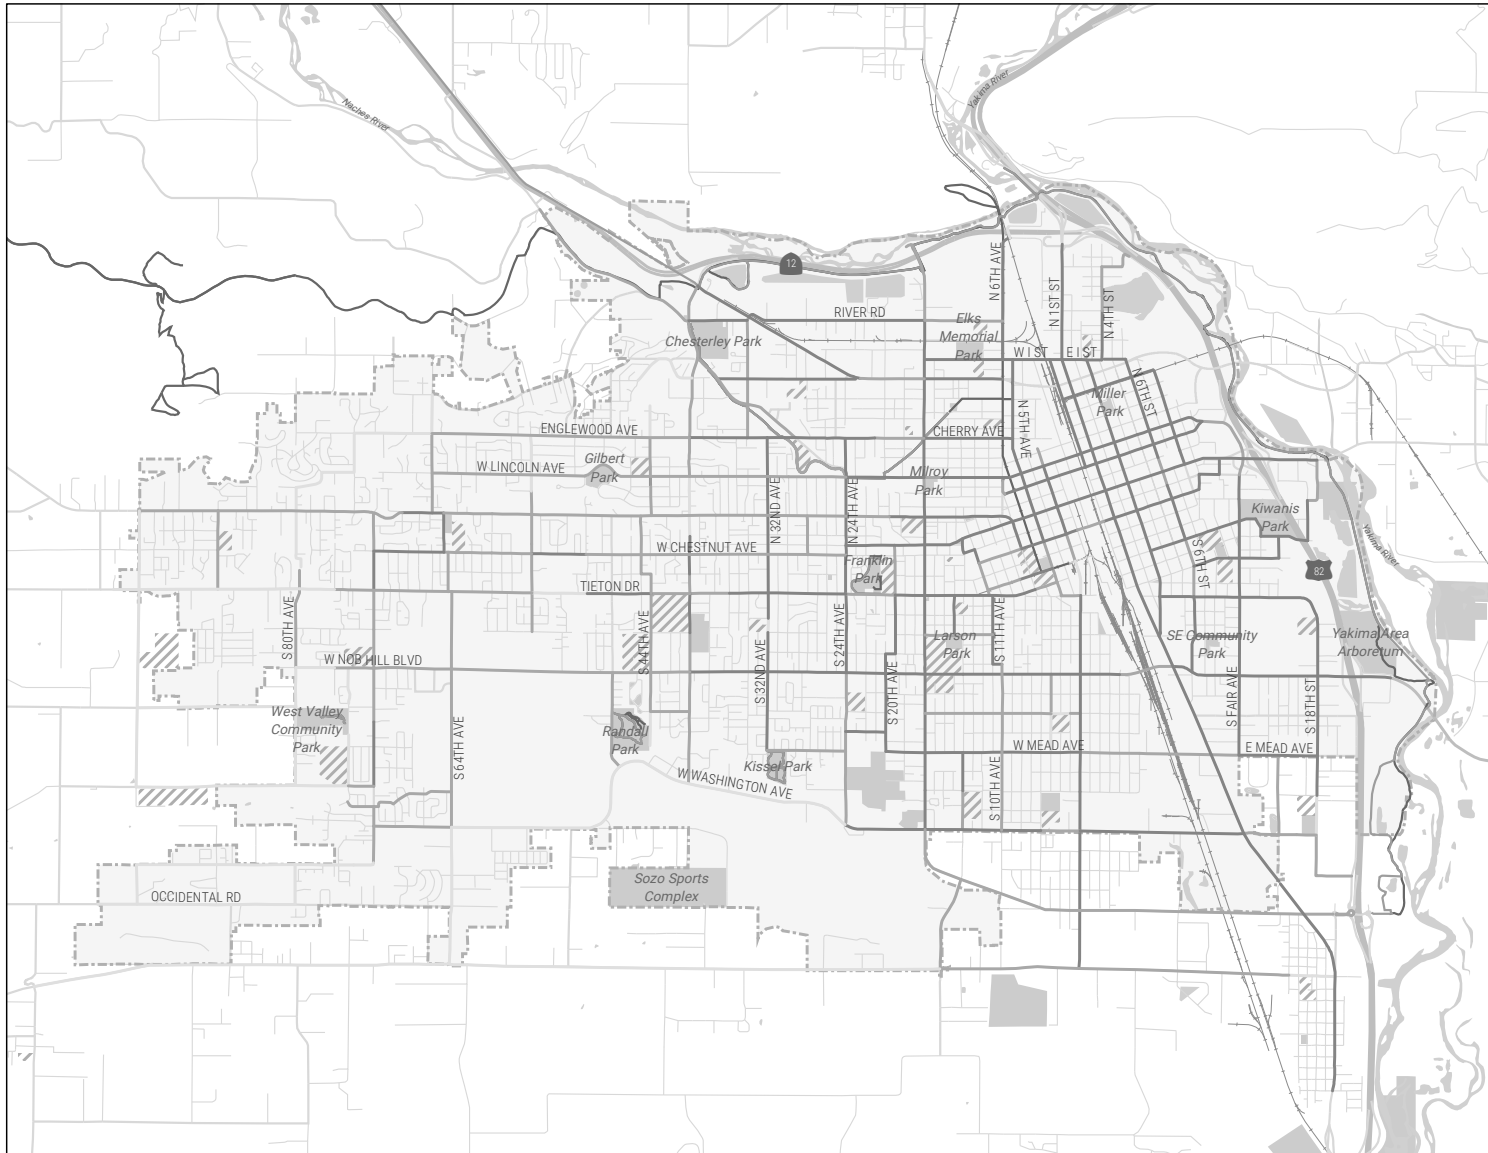 Yakima River
Naches River
12
N 6TH AVE
N 1ST ST
N 4TH ST
RIVER RD
Elks
Memorial
Park
Chesterley Park
W I ST
E I ST
N 6TH ST
Miller
Park
N 5TH AVE
ENGLEWOOD AVE
CHERRY AVE
Gilbert
Park
W LINCOLN AVE
Milroy
Park
N 32ND AVE
N 24TH AVE
Kiwanis
Park
Yakima River
W CHESTNUT AVE
Franklin
Park
S 6TH ST
82
TIETON DR
S 80TH AVE
S 44TH AVE
S 24TH AVE
S 11TH AVE
Larson
Park
SE Community
Park
Yakima Area
Arboretum
W NOB HILL BLVD
S 32ND AVE
S 20TH AVE
S FAIR AVE
S 18TH ST
West Valley
Community
Park
S 64TH AVE
Randall
Park
W MEAD AVE
E MEAD AVE
Kissel Park
W WASHINGTON AVE
S 10TH AVE
Sozo Sports
Complex
OCCIDENTAL RD